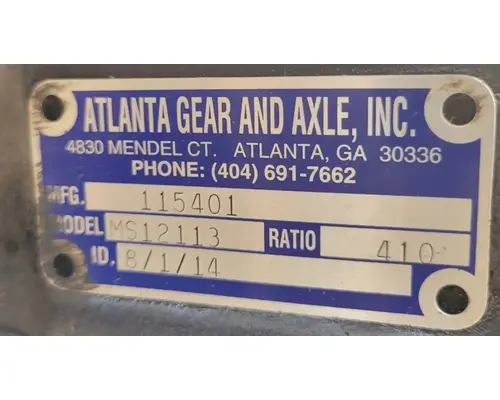 ATLANTA GEAR AND AXLE, INC.
4830 MENDEL CT. ATLANTA, GA 30336
PHONE: (404) 691-7662
MFG. 115401
MODEL MS12113 RATIO 410
ID. 8/1/14